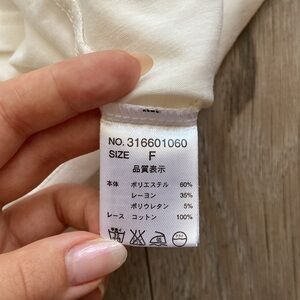 NO. 316601060
SIZE F
品質表示
本体 ポリエステル 60%
レーヨン 35%
ポリウレタン 5%
レース コットン 100%